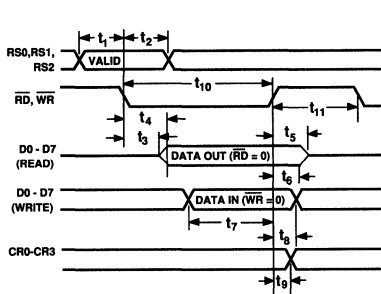 t1 t2
RS0,RS1,
RS2
VALID
t10
RD, WR
t4
t11
t3
t5
D0 - D7
(READ)
DATA OUT (RD = 0)
t6
D0 - D7
(WRITE)
DATA IN (WR = 0)
t7
t8
CR0-CR3
t9